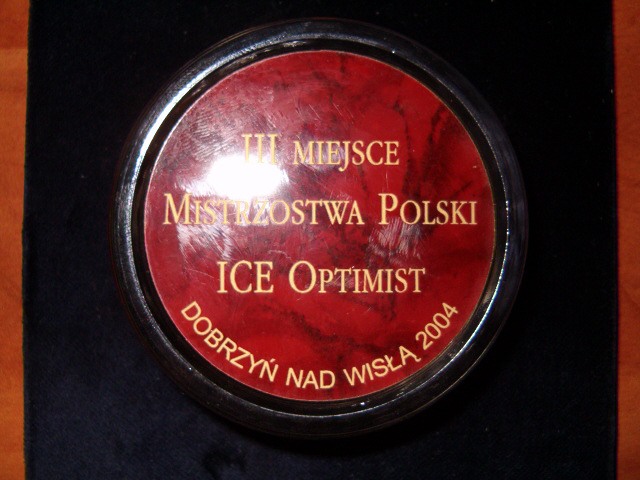 III MIEJSCE
MISTRZOSTWA POLSKI
ICE OPTIMIST
DOBRZYŃ NAD WISŁĄ 2004